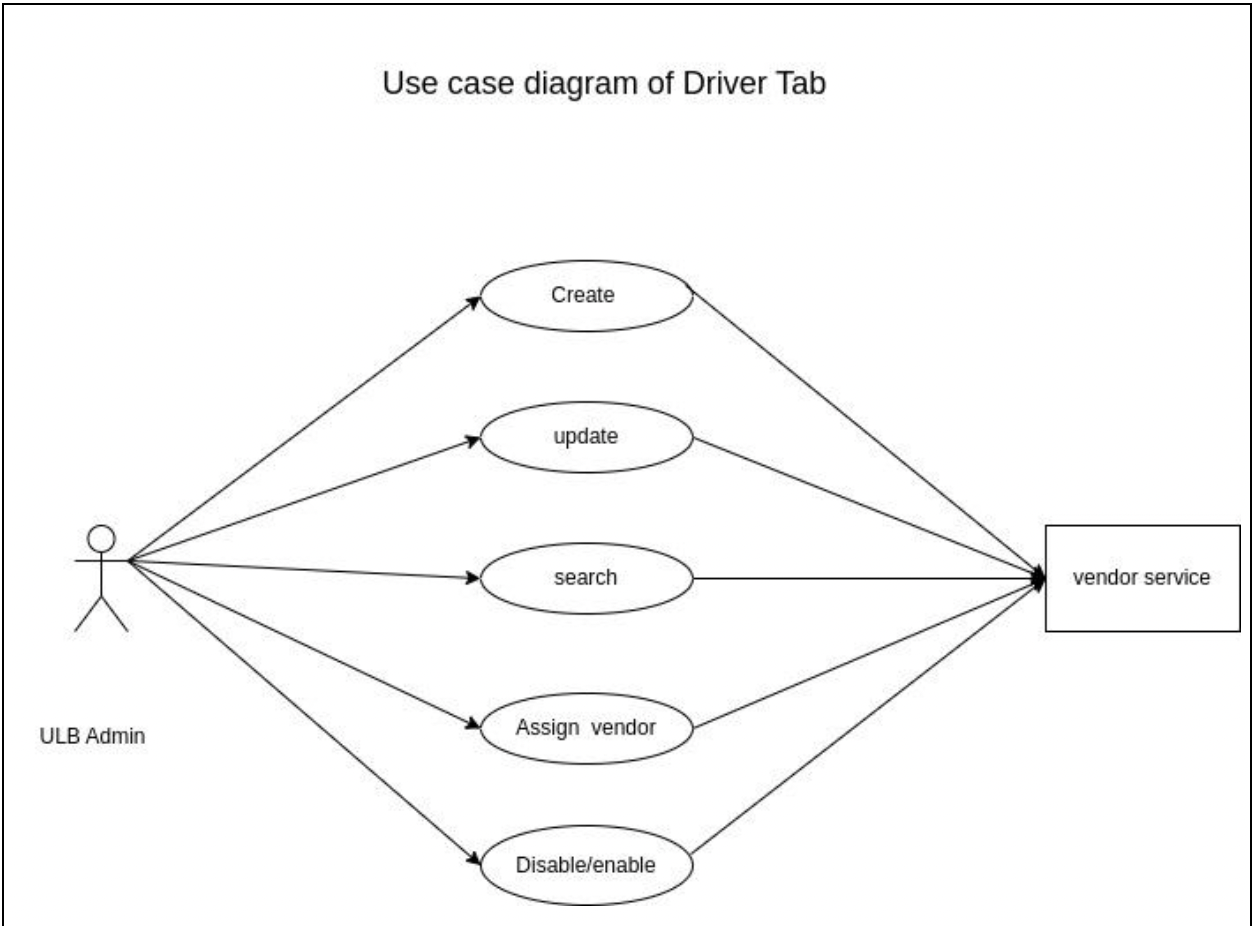 Use case diagram of Driver Tab
Create
update
search
vendor service
Assign  vendor
ULB Admin
Disable/enable